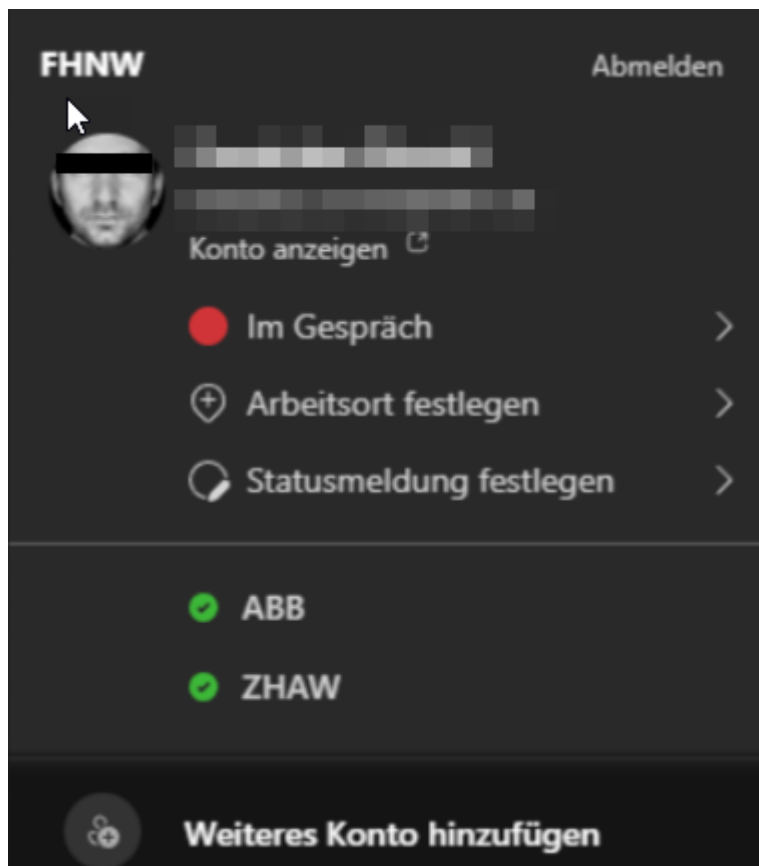 FHNW
Abmelden
Konto anzeigen
Im Gespräch
Arbeitsort festlegen
Statusmeldung festlegen
ABB
ZHAW
Weiteres Konto hinzufügen